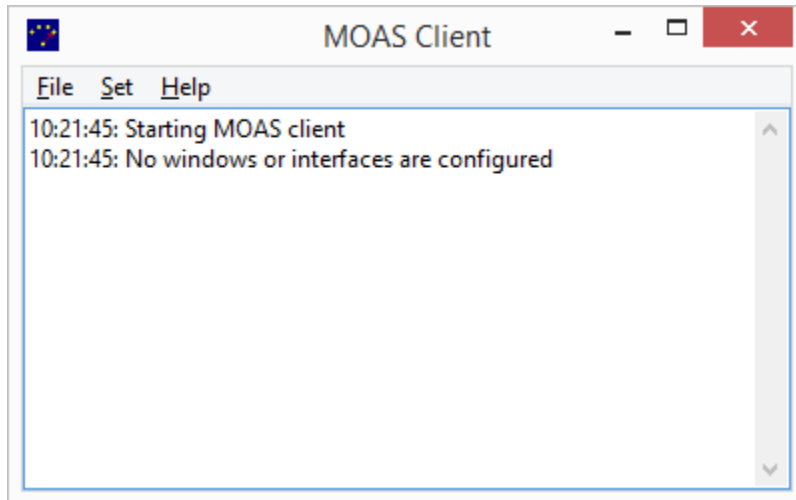 MOAS Client
File Set Help
10:21:45: Starting MOAS client
10:21:45: No windows or interfaces are configured